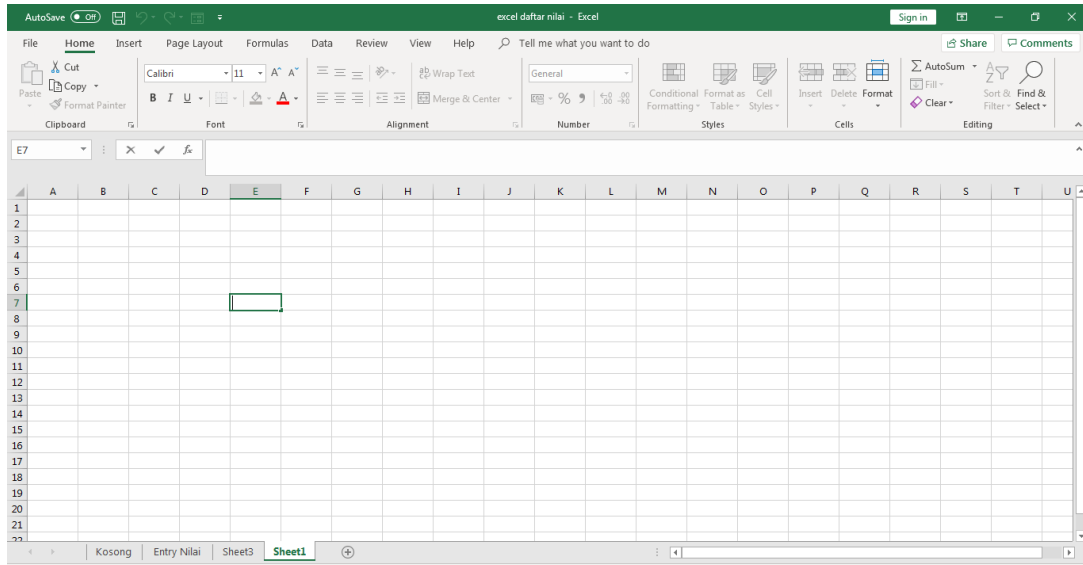 AutoSave Off excel daftar nilai - Excel Sign in
File Home Insert Page Layout Formulas Data Review View Help Tell me what you want to do Share Comments
Paste
Cut
Copy
Format Painter
Clipboard
Calibri 11 A^ Aˇ
B I U A
Font
Wrap Text
Merge & Center
Alignment
General
% 9 .00
Number
Conditional Formatting
Format as Table
Cell Styles
Styles
Insert Delete Format
Cells
AutoSum
Fill
Clear
Sort & Filter
Find & Select
Editing
E7 fx
A B C D E F G H I J K L M N O P Q R S T U
1
2
3
4
5
6
7
8
9
10
11
12
13
14
15
16
17
18
19
20
21
22
Kosong Entry Nilai Sheet3 Sheet1